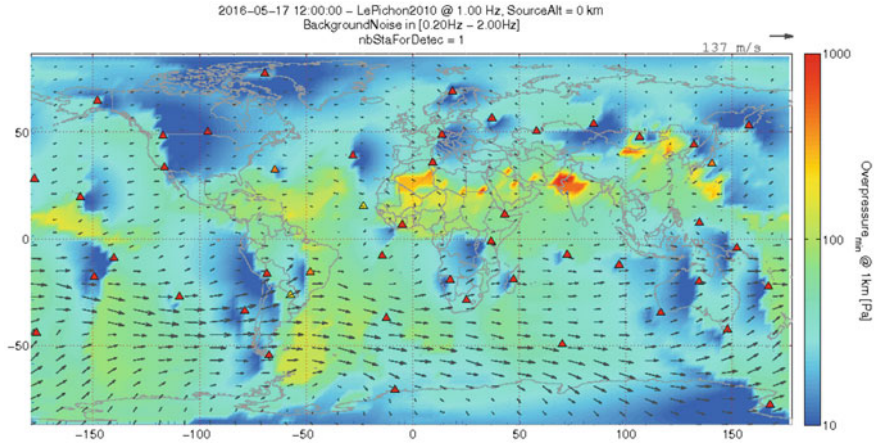 2016-05-17 12:00:00 - LePichon2010 @ 1.00 Hz, SourceAlt = 0 km
BackgroundNoise in [0.20Hz - 2.00Hz]
nbStaForDetec = 1
137 m/s
1000
50
0
-50
100
10
-150
-100
-50
0
50
100
150
Overpressure_min @ 1km [Pa]